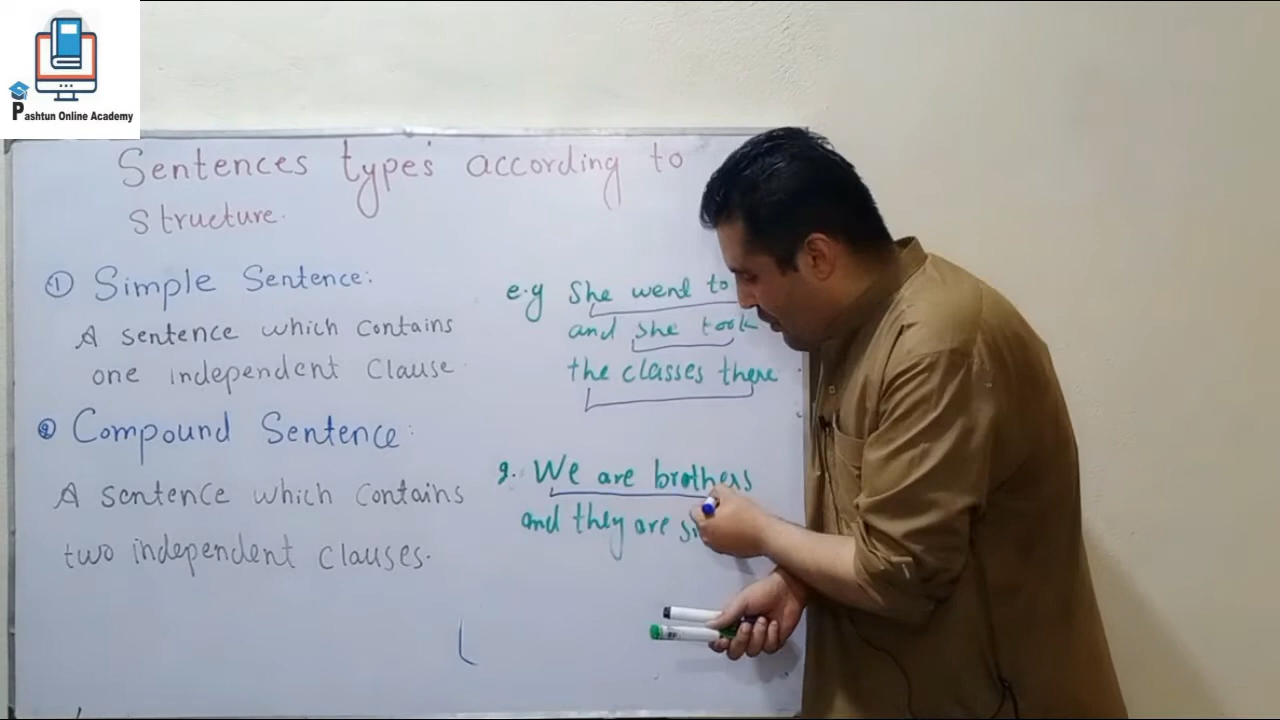 Pashtun Online Academy
Sentences types according to
structure.
① Simple Sentence:
A sentence which contains
one independent clause.
② Compound Sentence:
A sentence which contains
two independent clauses.
e.g She went to
and she took
the classes there
2. We are brothers
and they are